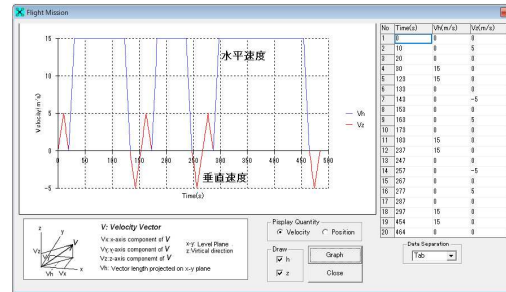 Flight Mission
15
10
5
0
-5
Velocity(m/s)
0 50 100 150 200 250 300 350 400 450 500
Time(s)
水平速度
垂直速度
Vh
Vz
No Time(s) Vh(m/s) Vz(m/s)
1 0 0 0
2 10 0 5
3 20 0 0
4 30 15 0
5 123 15 0
6 133 0 0
7 143 0 -5
8 153 0 0
9 163 0 5
10 173 0 0
11 183 15 0
12 237 15 0
13 247 0 0
14 257 0 -5
15 267 0 0
16 277 0 5
17 287 0 0
18 297 15 0
19 454 15 0
20 464 0 0
z y V Vz Vy x Vh Vx
V: Velocity Vector
Vx:x-axis component of V
Vy:y-axis component of V
Vz:z-axis component of V
Vh: Vector length projected on x-y plane
x-y: Level Plane
z:Virtical direction
Display Quantity
Velocity Position
Draw
h
z
Graph
Close
Data Separation
Tab